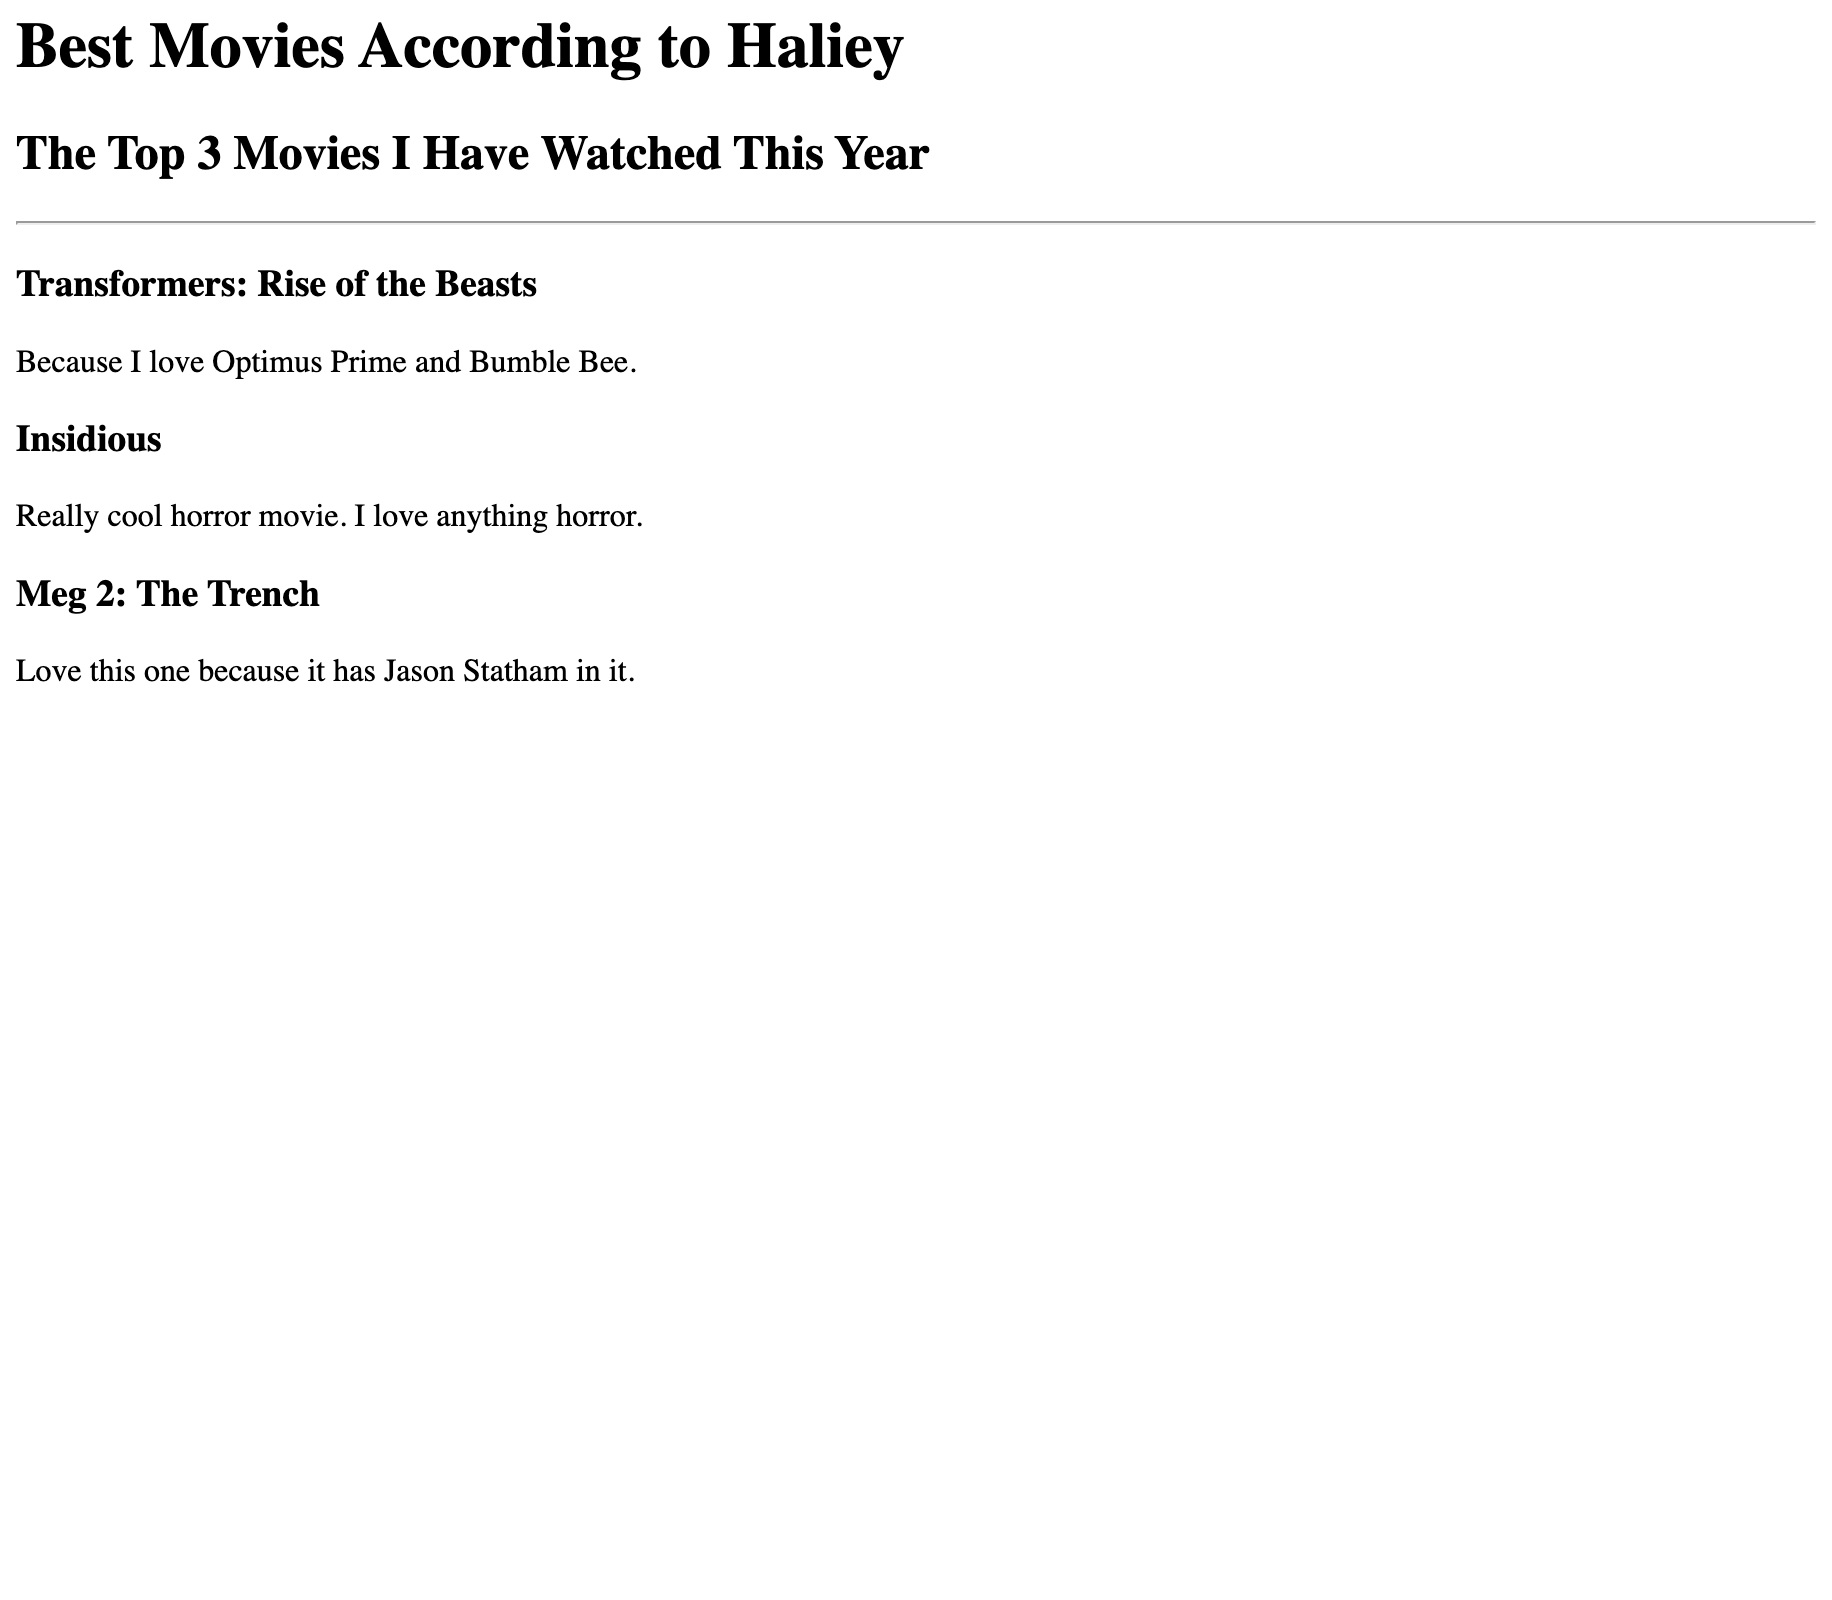 Best Movies According to Haliey
The Top 3 Movies I Have Watched This Year
Transformers: Rise of the Beasts
Because I love Optimus Prime and Bumble Bee.
Insidious
Really cool horror movie. I love anything horror.
Meg 2: The Trench
Love this one because it has Jason Statham in it.